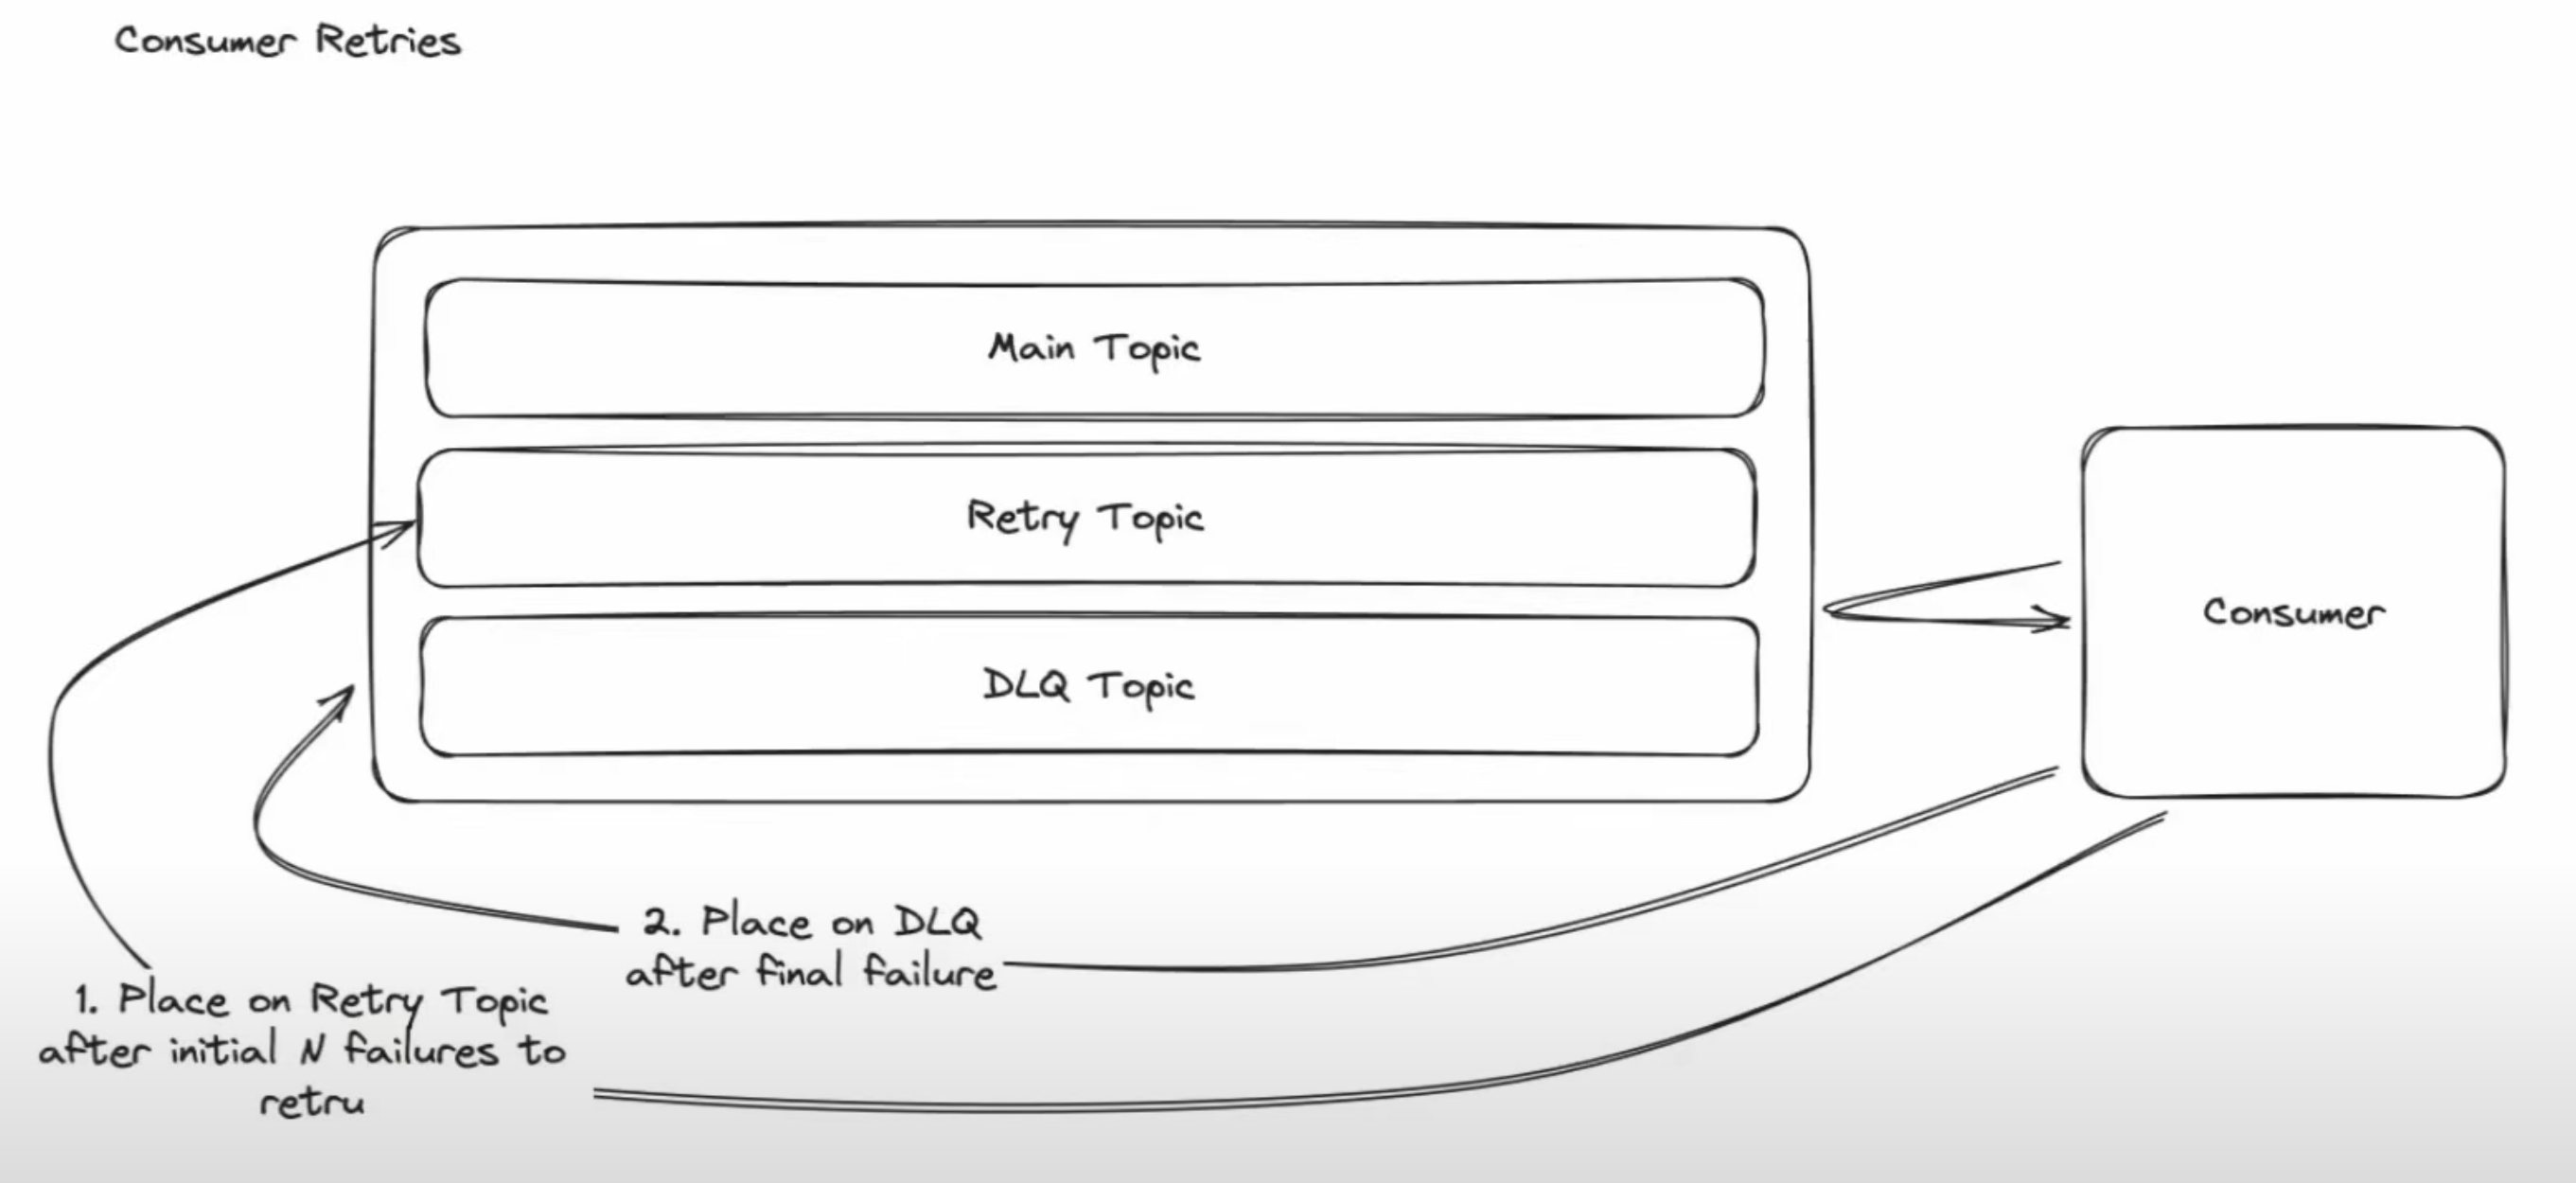 Consumer Retries
Main Topic
Retry Topic
DLQ Topic
Consumer
2. Place on DLQ
after final failure
1. Place on Retry Topic
after initial N failures to
retru